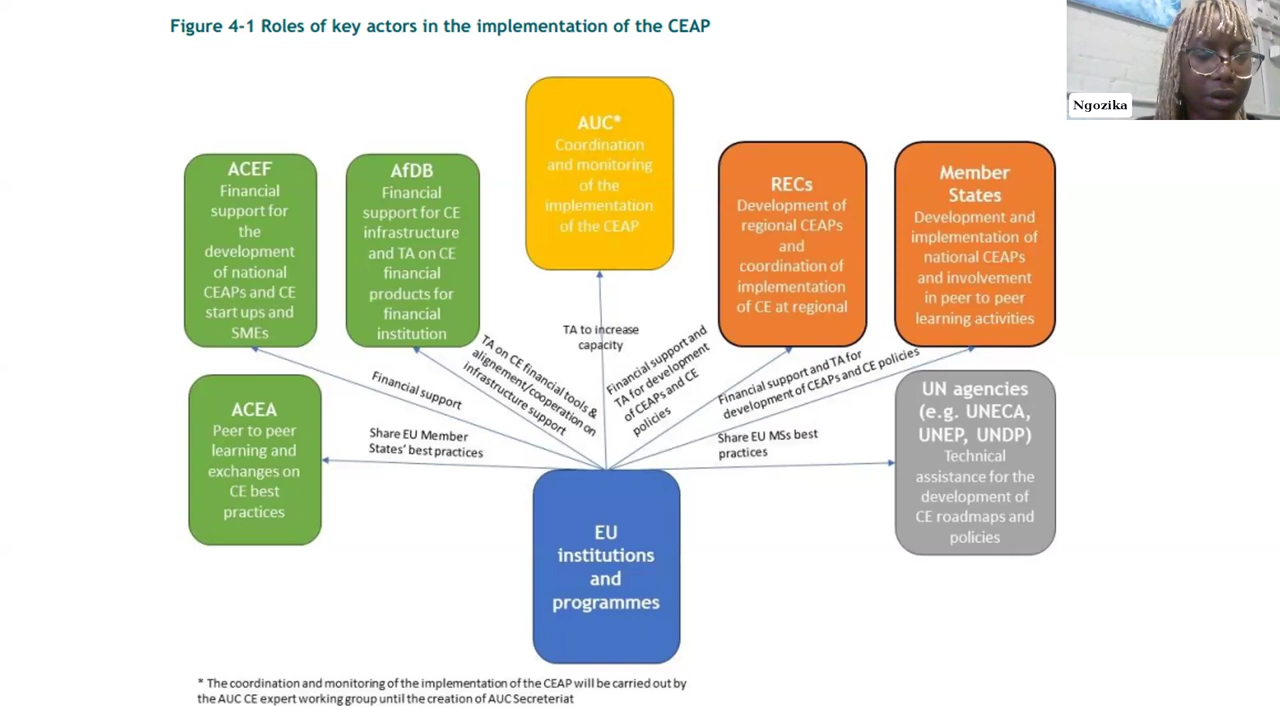 Figure 4-1 Roles of key actors in the implementation of the CEAP
Ngozika
AUC*
Coordination
and monitoring
of the
implementation
of the CEAP
ACEF
Financial
support for
the
development
of national
CEAPs and CE
start ups and
SMEs
AfDB
Financial
support for CE
infrastructure
and TA on CE
financial
products for
financial
institution
RECs
Development of
regional CEAPs
and
coordination of
implementation
of CE at regional
Member
States
Development and
implementation of
national CEAPs
and involvement
in peer to peer
learning activities
TA to increase
capacity
Financial support
TA on CE financial tools &
alignement/cooperation on
infrastructure support
Financial support and
TA for development
of CEAPs and CE
policies
Financial support and TA for
development of CEAPs and CE policies
ACEA
Peer to peer
learning and
exchanges on
CE best
practices
Share EU Member
States' best practices
Share EU MSs best
practices
UN agencies
(e.g. UNECA,
UNEP, UNDP)
Technical
assistance for the
development of
CE roadmaps and
policies
EU
institutions
and
programmes
* The coordination and monitoring of the implementation of the CEAP will be carried out by
the AUC CE expert working group until the creation of AUC Secreteriat